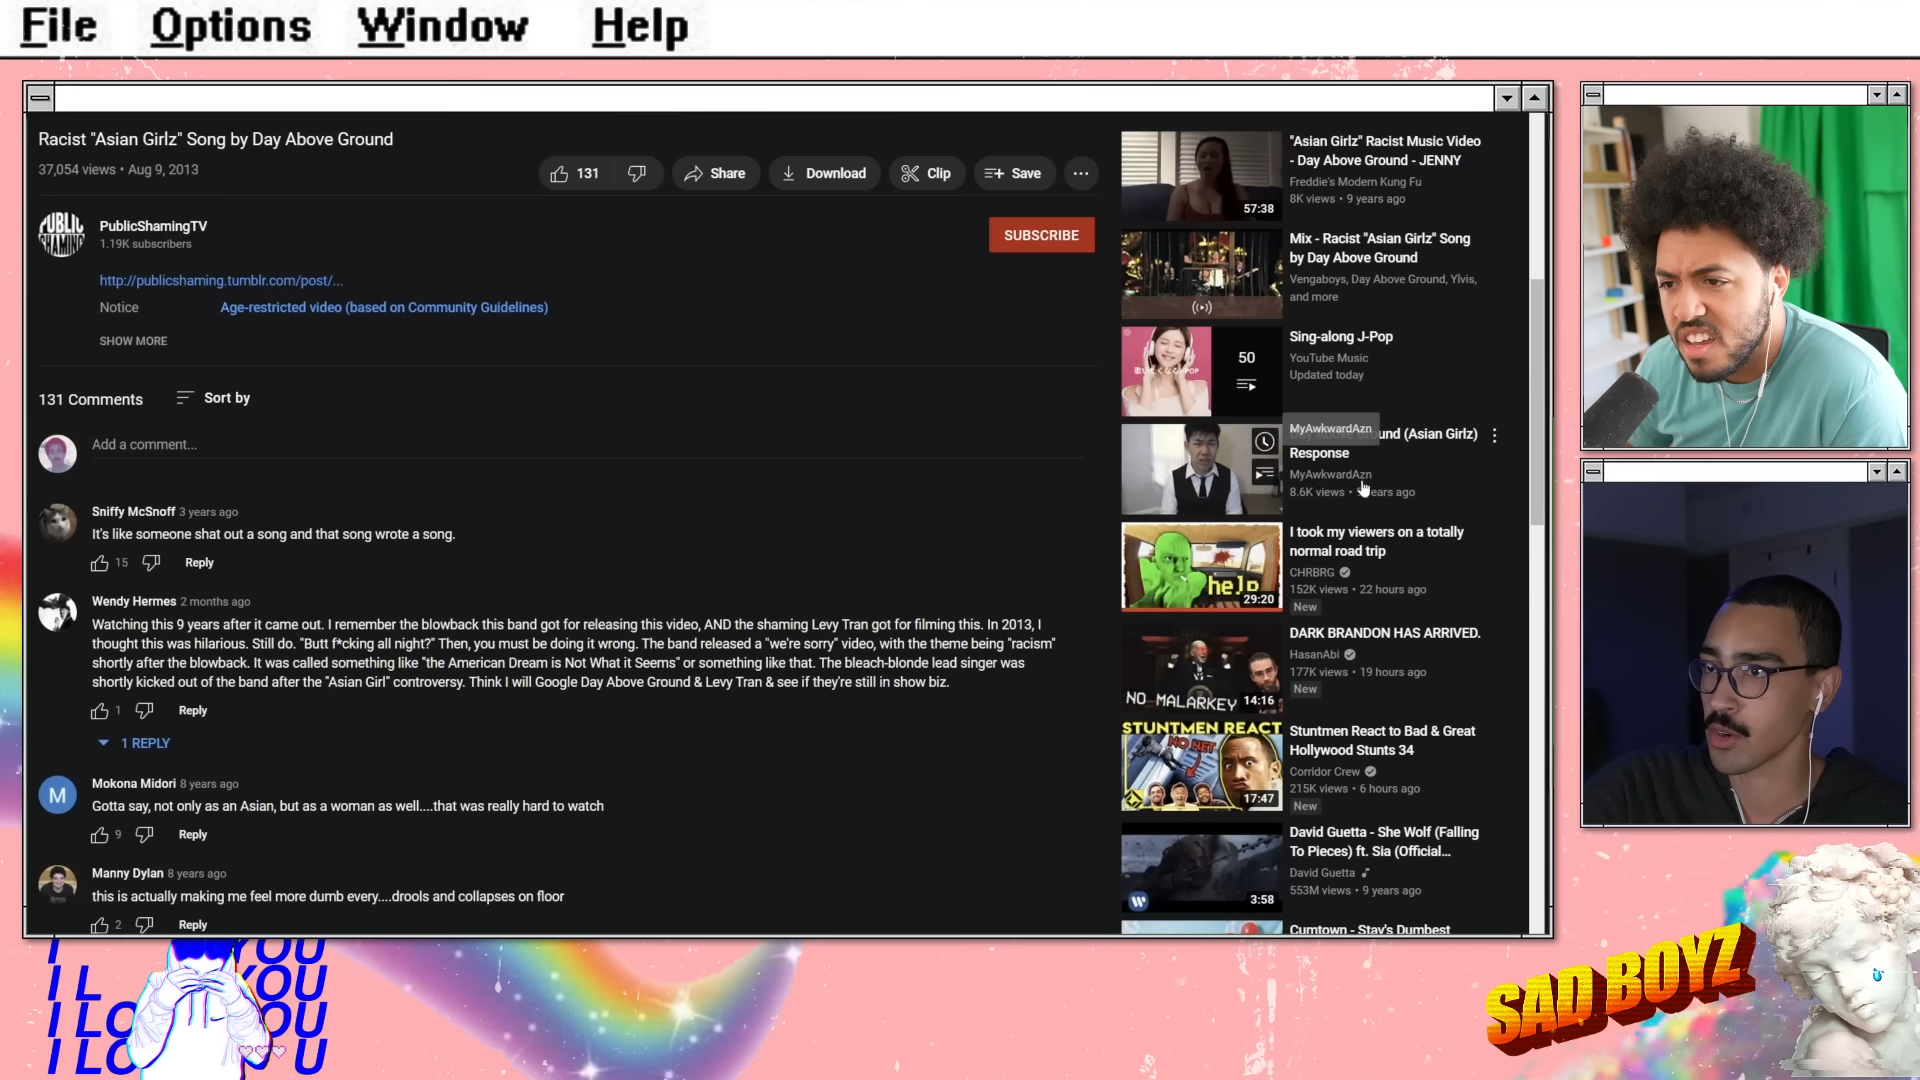 File Options Window Help
Racist "Asian Girlz" Song by Day Above Ground
37,054 views • Aug 9, 2013
131
Share
Download
Clip
Save
PUBLIC
SHAMING
PublicShamingTV
1.19K subscribers
SUBSCRIBE
http://publicshaming.tumblr.com/post/...
Notice
Age-restricted video (based on Community Guidelines)
SHOW MORE
131 Comments
Sort by
Add a comment...
Sniffy McSnoff 3 years ago
It's like someone shat out a song and that song wrote a song.
15
Reply
Wendy Hermes 2 months ago
Watching this 9 years after it came out. I remember the blowback this band got for releasing this video, AND the shaming Levy Tran got for filming this. In 2013, I
thought this was hilarious. Still do. "Butt f*cking all night?" Then, you must be doing it wrong. The band released a "we're sorry" video, with the theme being "racism"
shortly after the blowback. It was called something like "the American Dream is Not What it Seems" or something like that. The bleach-blonde lead singer was
shortly kicked out of the band after the "Asian Girl" controversy. Think I will Google Day Above Ground & Levy Tran & see if they're still in show biz.
1
Reply
1 REPLY
M
Mokona Midori 8 years ago
Gotta say, not only as an Asian, but as a woman as well....that was really hard to watch
9
Reply
Manny Dylan 8 years ago
this is actually making me feel more dumb every....drools and collapses on floor
2
Reply
57:38
"Asian Girlz" Racist Music Video
- Day Above Ground - JENNY
Freddie's Modern Kung Fu
8K views • 9 years ago
Mix - Racist "Asian Girlz" Song
by Day Above Ground
Vengaboys, Day Above Ground, Ylvis,
and more
50
Sing-along J-Pop
YouTube Music
Updated today
MyAwkwardAzn
und (Asian Girlz)
Response
MyAwkwardAzn
8.6K views • ears ago
help
29:20
I took my viewers on a totally
normal road trip
CHRBRG
152K views • 22 hours ago
New
NO MALARKEY
14:16
DARK BRANDON HAS ARRIVED.
HasanAbi
177K views • 19 hours ago
New
STUNTMEN REACT
NO NET
17:47
Stuntmen React to Bad & Great
Hollywood Stunts 34
Corridor Crew
215K views • 6 hours ago
New
3:58
David Guetta - She Wolf (Falling
To Pieces) ft. Sia (Official...
David Guetta
553M views • 9 years ago
Cumtown - Stav's Dumbest
I YOU
I L YOU
I LO OU
I LO U
SAD BOYZ